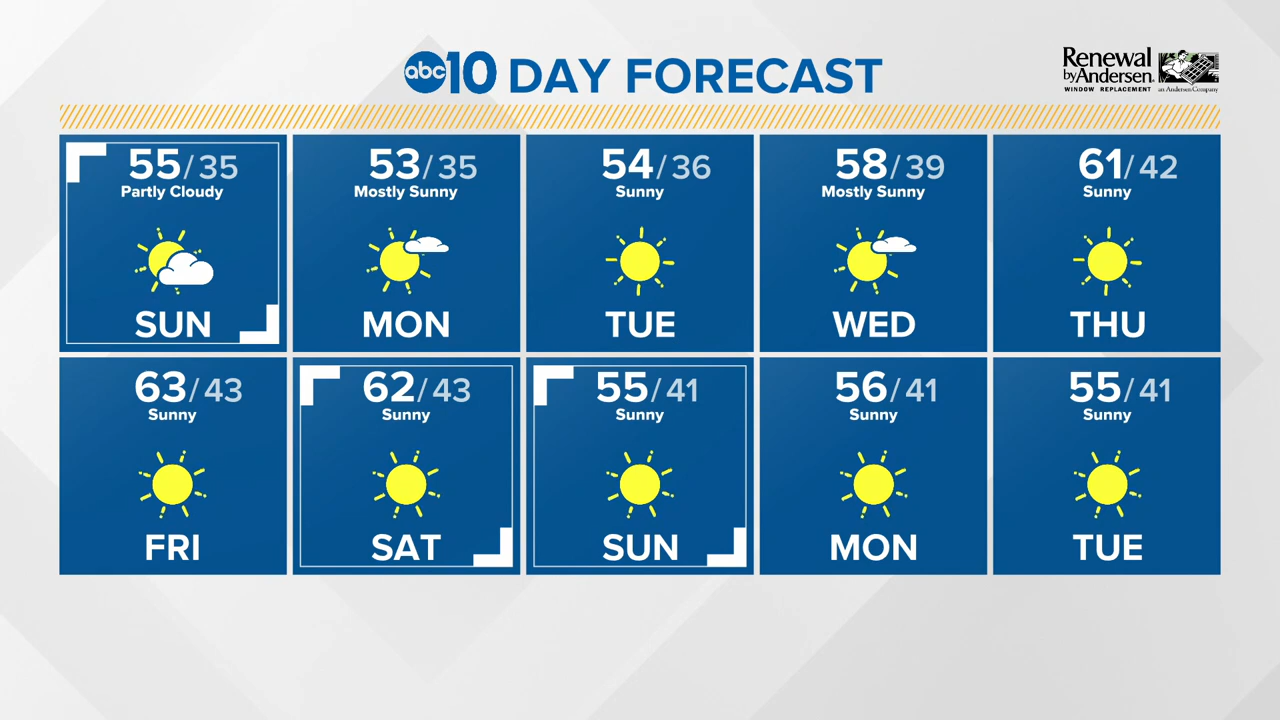 abc10 DAY FORECAST
Renewal
byAndersen.
WINDOW REPLACEMENT
an Andersen Company
55/35
Partly Cloudy
SUN
53/35
Mostly Sunny
MON
54/36
Sunny
TUE
58/39
Mostly Sunny
WED
61/42
Sunny
THU
63/43
Sunny
FRI
62/43
Sunny
SAT
55/41
Sunny
SUN
56/41
Sunny
MON
55/41
Sunny
TUE